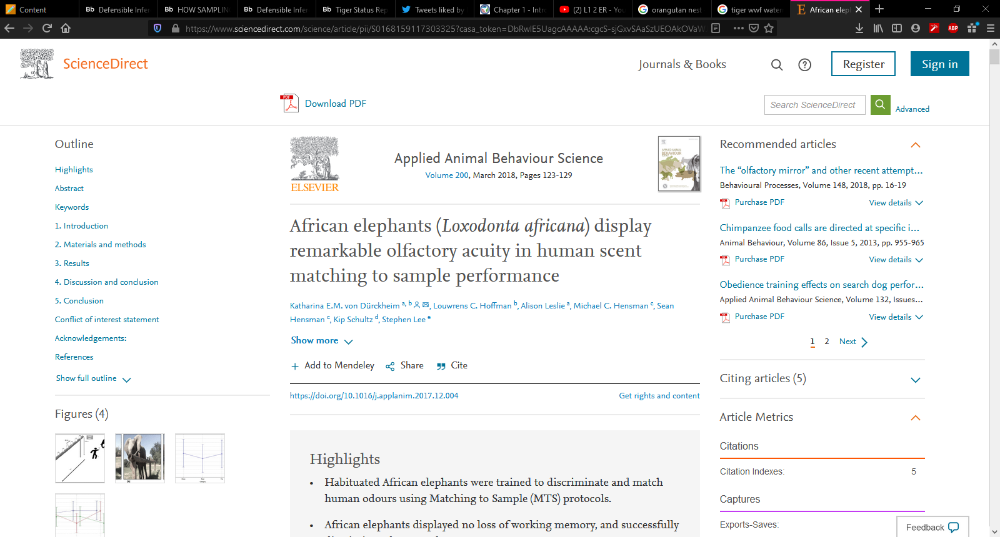 Content
Bb Defensible Infer
Bb HOW SAMPLIN
Bb Defensible Infer
Bb Tiger Status Rep
Tweets liked by
Chapter 1 - Intro
(2) L1 2 ER - You
orangutan nest
tiger wwf water
African eleph
https://www.sciencedirect.com/science/article/pii/S0168159117303325?casa_token=DbRwlE5UagcAAAAA:cgcS-sjGxvSAaSzUEOAkOVaW
ABP
ScienceDirect
Journals & Books
Register
Sign in
PDF
Download PDF
Search ScienceDirect
Advanced
Outline
Highlights
Abstract
Keywords
1. Introduction
2. Materials and methods
3. Results
4. Discussion and conclusion
5. Conclusion
Conflict of interest statement
Acknowledgements:
References
Show full outline
Figures (4)
ELSEVIER
Applied Animal Behaviour Science
Volume 200, March 2018, Pages 123-129
African elephants (Loxodonta africana) display
remarkable olfactory acuity in human scent
matching to sample performance
Katharina E.M. von Dürckheim a, b, Louwrens C. Hoffman b, Alison Leslie a, Michael C. Hensman c, Sean
Hensman c, Kip Schultz d, Stephen Lee e
Show more
Add to Mendeley
Share
Cite
https://doi.org/10.1016/j.applanim.2017.12.004
Get rights and content
Highlights
• Habituated African elephants were trained to discriminate and match
human odours using Matching to Sample (MTS) protocols.
• African elephants displayed no loss of working memory, and successfully
Recommended articles
The “olfactory mirror” and other recent attempt...
Behavioural Processes, Volume 148, 2018, pp. 16-19
Purchase PDF
View details
Chimpanzee food calls are directed at specific i...
Animal Behaviour, Volume 86, Issue 5, 2013, pp. 955-965
Purchase PDF
View details
Obedience training effects on search dog perfor...
Applied Animal Behaviour Science, Volume 132, Issues...
Purchase PDF
View details
1 2 Next
Citing articles (5)
Article Metrics
Citations
Citation Indexes: 5
Captures
Exports-Saves:
Feedback